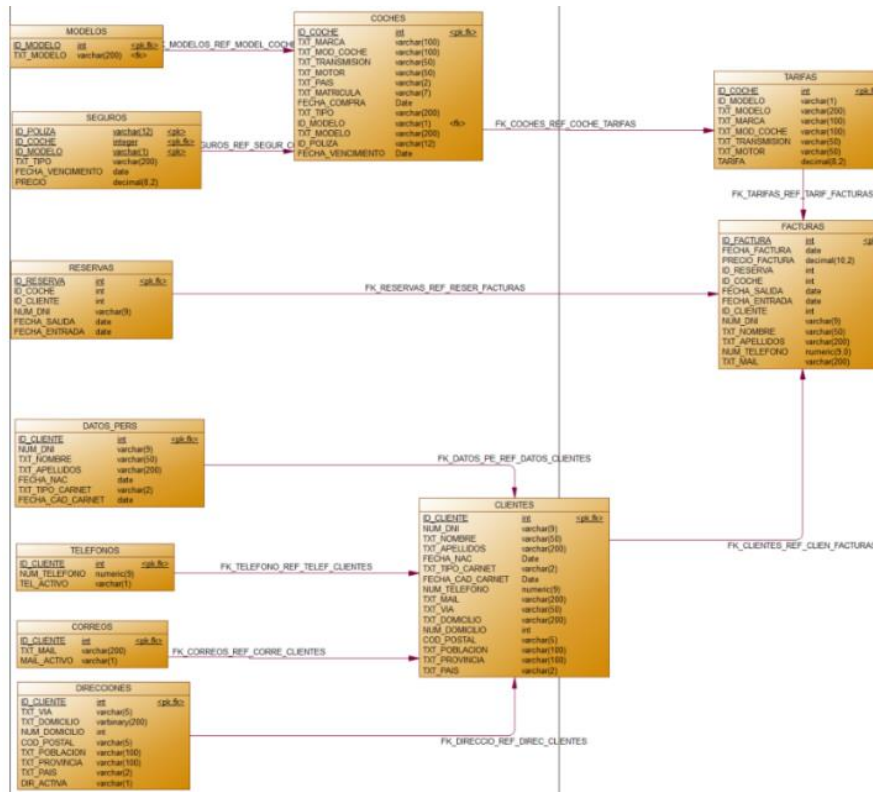 MODELOS
ID_MODELO int <pk,fk>
TXT_MODELO varchar(200) <fk>
_MODELOS_REF_MODEL_COCH
COCHES
ID_COCHE int <pk,fk>
TXT_MARCA varchar(100)
TXT_MOD_COCHE varchar(100)
TXT_TRANSMISION varchar(50)
TXT_MOTOR varchar(50)
TXT_PAIS varchar(2)
TXT_MATRICULA varchar(7)
FECHA_COMPRA Date
TXT_TIPO varchar(200)
ID_MODELO varchar(1) <fk>
TXT_MODELO varchar(200)
ID_POLIZA varchar(12)
FECHA_VENCIMIENTO Date
SEGUROS
ID_POLIZA varchar(12) <pk>
ID_COCHE integer <pk,fk>
ID_MODELO varchar(1) <pk>
TXT_TIPO varchar(200)
FECHA_VENCIMIENTO date
PRECIO decimal(8,2)
GUROS_REF_SEGUR_C
FK_COCHES_REF_COCHE_TARIFAS
TARIFAS
ID_COCHE int
ID_MODELO varchar(1)
TXT_MODELO varchar(200)
TXT_MARCA varchar(100)
TXT_MOD_COCHE varchar(100)
TXT_TRANSMISION varchar(50)
TXT_MOTOR varchar(50)
TARIFA decimal(8,2)
FK_TARIFAS_REF_TARIF_FACTURAS
FACTURAS
ID_FACTURA int
FECHA_FACTURA date
PRECIO_FACTURA decimal(10,2)
ID_RESERVA int
ID_COCHE int
FECHA_SALIDA date
FECHA_ENTRADA date
ID_CLIENTE int
NUM_DNI varchar(9)
TXT_NOMBRE varchar(50)
TXT_APELLIDOS varchar(200)
NUM_TELEFONO numeric(9,0)
TXT_MAIL varchar(200)
RESERVAS
ID_RESERVA int <pk,fk>
ID_COCHE int
ID_CLIENTE int
NUM_DNI varchar(9)
FECHA_SALIDA date
FECHA_ENTRADA date
FK_RESERVAS_REF_RESER_FACTURAS
DATOS_PERS
ID_CLIENTE int <pk,fk>
NUM_DNI varchar(9)
TXT_NOMBRE varchar(50)
TXT_APELLIDOS varchar(200)
FECHA_NAC date
TXT_TIPO_CARNET varchar(2)
FECHA_CAD_CARNET date
FK_DATOS_PE_REF_DATOS_CLIENTES
CLIENTES
ID_CLIENTE int <pk,fk>
NUM_DNI varchar(9)
TXT_NOMBRE varchar(50)
TXT_APELLIDOS varchar(200)
FECHA_NAC Date
TXT_TIPO_CARNET varchar(2)
FECHA_CAD_CARNET Date
NUM_TELEFONO numeric(9)
TXT_MAIL varchar(200)
TXT_VIA varchar(50)
TXT_DOMICILIO varchar(200)
NUM_DOMICILIO int
COD_POSTAL varchar(5)
TXT_POBLACION varchar(100)
TXT_PROVINCIA varchar(100)
TXT_PAIS varchar(2)
FK_CLIENTES_REF_CLIEN_FACTURAS
TELEFONOS
ID_CLIENTE int <pk,fk>
NUM_TELEFONO numeric(9)
TEL_ACTIVO varchar(1)
FK_TELEFONO_REF_TELEF_CLIENTES
CORREOS
ID_CLIENTE int <pk,fk>
TXT_MAIL varchar(200)
MAIL_ACTIVO varchar(1)
FK_CORREOS_REF_CORRE_CLIENTES
DIRECCIONES
ID_CLIENTE int <pk,fk>
TXT_VIA varchar(5)
TXT_DOMICILIO varbinary(200)
NUM_DOMICILIO int
COD_POSTAL varchar(5)
TXT_POBLACION varchar(100)
TXT_PROVINCIA varchar(100)
TXT_PAIS varchar(2)
DIR_ACTIVA varchar(1)
FK_DIRECCIO_REF_DIREC_CLIENTES